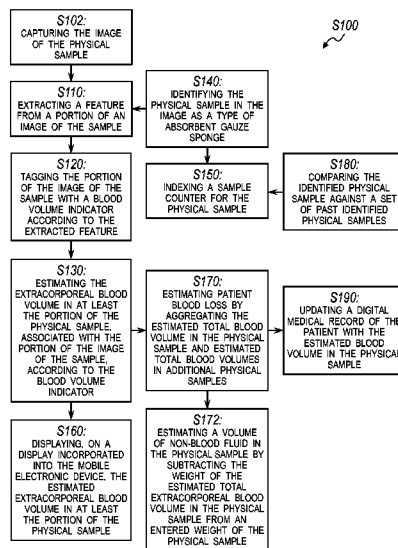 S100
S102:
CAPTURING THE IMAGE
OF THE PHYSICAL
SAMPLE
S110:
EXTRACTING A FEATURE
FROM A PORTION OF AN
IMAGE OF THE SAMPLE
S140:
IDENTIFYING THE
PHYSICAL SAMPLE IN THE
IMAGE AS A TYPE OF
ABSORBENT GAUZE
SPONGE
S120:
TAGGING THE PORTION
OF THE IMAGE OF THE
SAMPLE WITH A BLOOD
VOLUME INDICATOR
ACCORDING TO THE
EXTRACTED FEATURE
S150:
INDEXING A SAMPLE
COUNTER FOR THE
PHYSICAL SAMPLE
S180:
COMPARING THE
IDENTIFIED PHYSICAL
SAMPLE AGAINST A SET
OF PAST IDENTIFIED
PHYSICAL SAMPLES
S130:
ESTIMATING THE
EXTRACORPOREAL BLOOD
VOLUME IN AT LEAST
THE PORTION OF THE
PHYSICAL SAMPLE,
ASSOCIATED WITH THE
PORTION OF THE IMAGE
OF THE SAMPLE,
ACCORDING TO THE
BLOOD VOLUME
INDICATOR
S170:
ESTIMATING PATIENT
BLOOD LOSS BY
AGGREGATING THE
ESTIMATED TOTAL BLOOD
VOLUME IN THE PHYSICAL
SAMPLE AND ESTIMATED
TOTAL BLOOD VOLUMES
IN ADDITIONAL PHYSICAL
SAMPLES
S190:
UPDATING A DIGITAL
MEDICAL RECORD OF THE
PATIENT WITH THE
ESTIMATED BLOOD
VOLUME IN THE PHYSICAL
SAMPLE
S160:
DISPLAYING, ON A
DISPLAY INCORPORATED
INTO THE MOBILE
ELECTRONIC DEVICE, THE
ESTIMATED
EXTRACORPOREAL BLOOD
VOLUME IN AT LEAST
THE PORTION OF THE
PHYSICAL SAMPLE
S172:
ESTIMATING A VOLUME
OF NON-BLOOD FLUID IN
THE PHYSICAL SAMPLE BY
SUBTRACTING THE
WEIGHT OF THE
ESTIMATED TOTAL
EXTRACORPOREAL BLOOD
VOLUME IN THE PHYSICAL
SAMPLE FROM AN
ENTERED WEIGHT OF THE
PHYSICAL SAMPLE